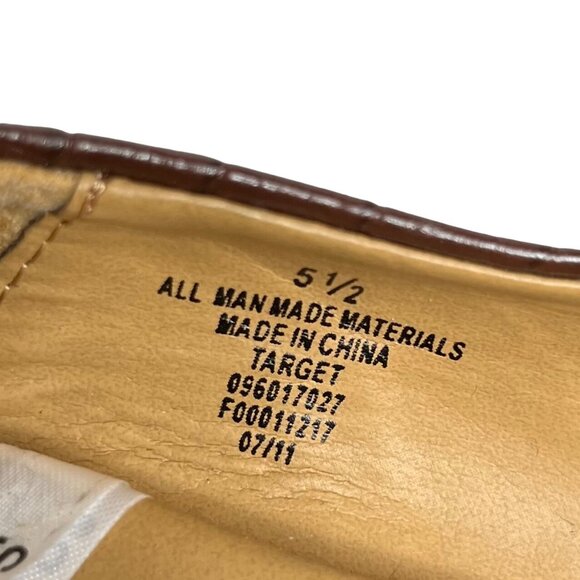 5 1/2
ALL MAN MADE MATERIALS
MADE IN CHINA
TARGET
096017027
F00011217
07/11